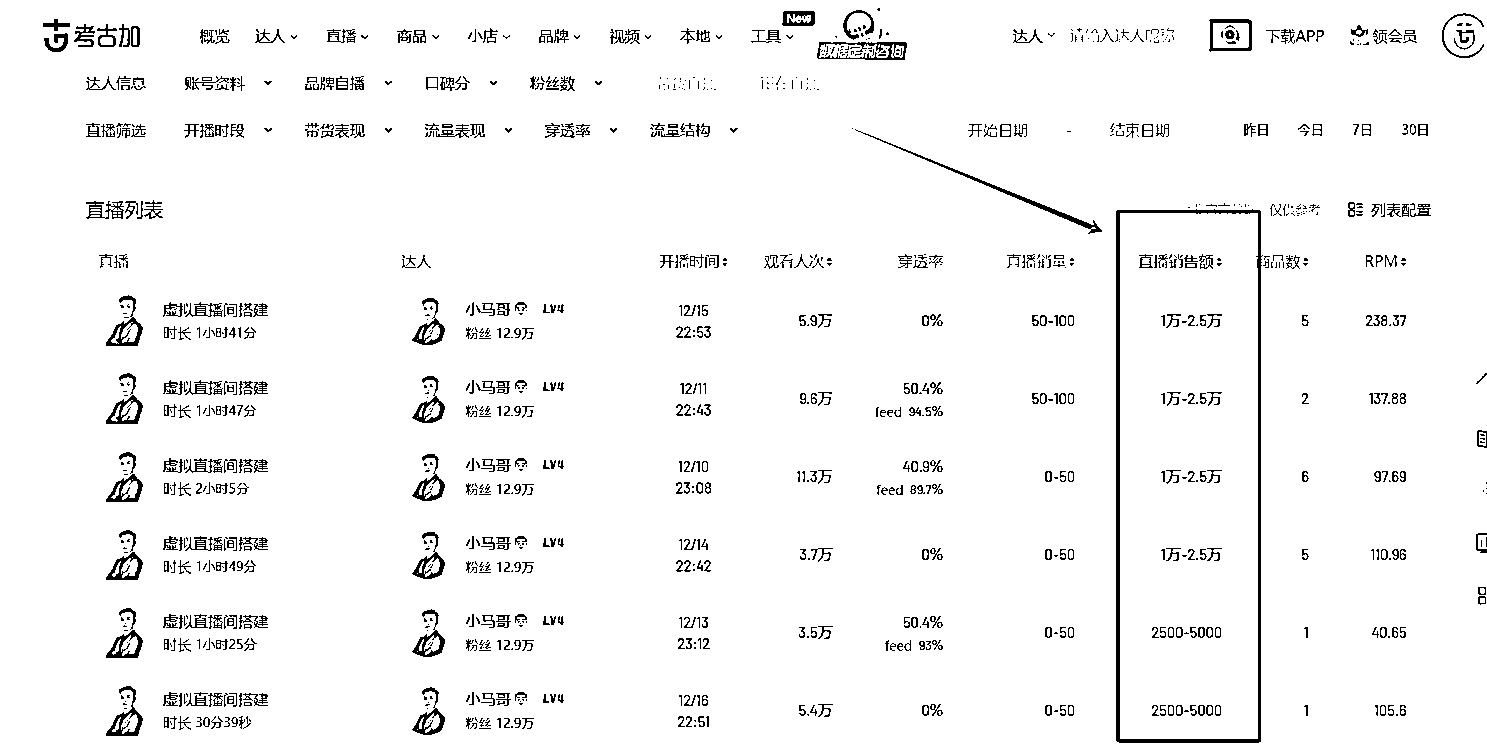 考古加 概览 达人 直播 商品 小店 品牌 视频 本地 工具 New 数据定制咨询 达人 请输入达人昵称 下载APP 领会员
达人信息 账号资料 品牌自播 口碑分 粉丝数
直播筛选 开播时段 带货表现 流量表现 穿透率 流量结构 开始日期 - 结束日期 昨日 今日 7日 30日
直播列表 仅供参考 列表配置
直播 达人 开播时间 观看人次 穿透率 直播销量 直播销售额 商品数 RPM
虚拟直播间搭建 小马哥 LV4 12/15 5.9万 0% 50-100 1万-2.5万 5 238.37
时长 1小时41分 粉丝 12.9万 22:53
虚拟直播间搭建 小马哥 LV4 12/11 9.6万 50.4% 50-100 1万-2.5万 2 137.88
时长 1小时47分 粉丝 12.9万 22:43 feed 94.5%
虚拟直播间搭建 小马哥 LV4 12/10 11.3万 40.9% 0-50 1万-2.5万 6 97.69
时长 2小时5分 粉丝 12.9万 23:08 feed 89.7%
虚拟直播间搭建 小马哥 LV4 12/14 3.7万 0% 0-50 1万-2.5万 5 110.96
时长 1小时49分 粉丝 12.9万 22:42
虚拟直播间搭建 小马哥 LV4 12/13 3.5万 50.4% 0-50 2500-5000 1 40.65
时长 1小时25分 粉丝 12.9万 23:12 feed 93%
虚拟直播间搭建 小马哥 LV4 12/16 5.4万 0% 0-50 2500-5000 1 105.6
时长 30分39秒 粉丝 12.9万 22:51